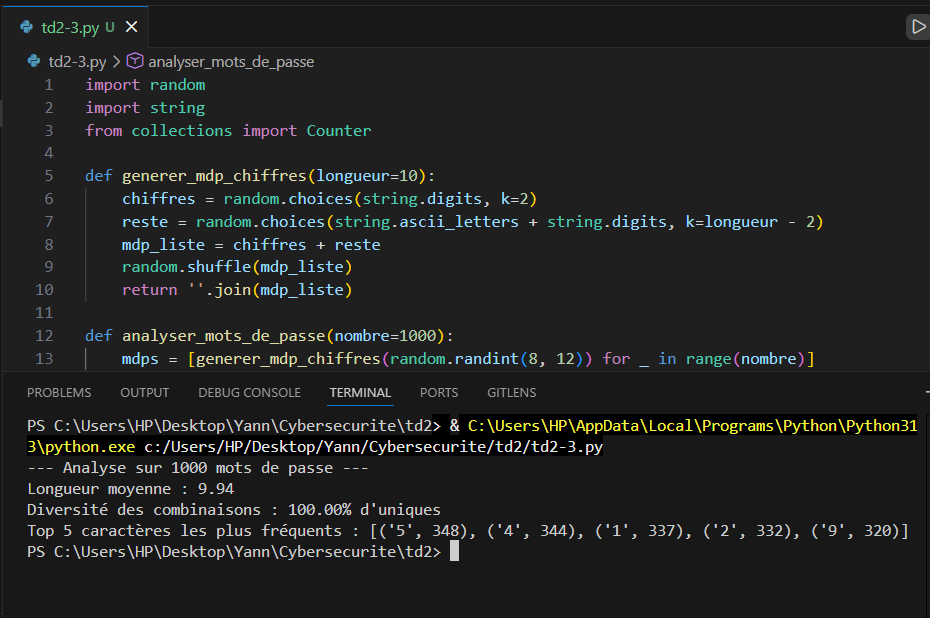 td2-3.py U
td2-3.py > analyser_mots_de_passe
1 import random
2 import string
3 from collections import Counter
4
5 def generer_mdp_chiffres(longueur=10):
6 chiffres = random.choices(string.digits, k=2)
7 reste = random.choices(string.ascii_letters + string.digits, k=longueur - 2)
8 mdp_liste = chiffres + reste
9 random.shuffle(mdp_liste)
10 return ''.join(mdp_liste)
11
12 def analyser_mots_de_passe(nombre=1000):
13 mdps = [generer_mdp_chiffres(random.randint(8, 12)) for _ in range(nombre)]
PROBLEMS OUTPUT DEBUG CONSOLE TERMINAL PORTS GITLENS
PS C:\Users\HP\Desktop\Yann\Cybersecurite\td2> & C:\Users\HP\AppData\Local\Programs\Python\Python31
3\python.exe c:/Users/HP/Desktop/Yann/Cybersecurite/td2/td2-3.py
--- Analyse sur 1000 mots de passe ---
Longueur moyenne : 9.94
Diversité des combinaisons : 100.00% d'uniques
Top 5 caractères les plus fréquents : [('5', 348), ('4', 344), ('1', 337), ('2', 332), ('9', 320)]
PS C:\Users\HP\Desktop\Yann\Cybersecurite\td2>